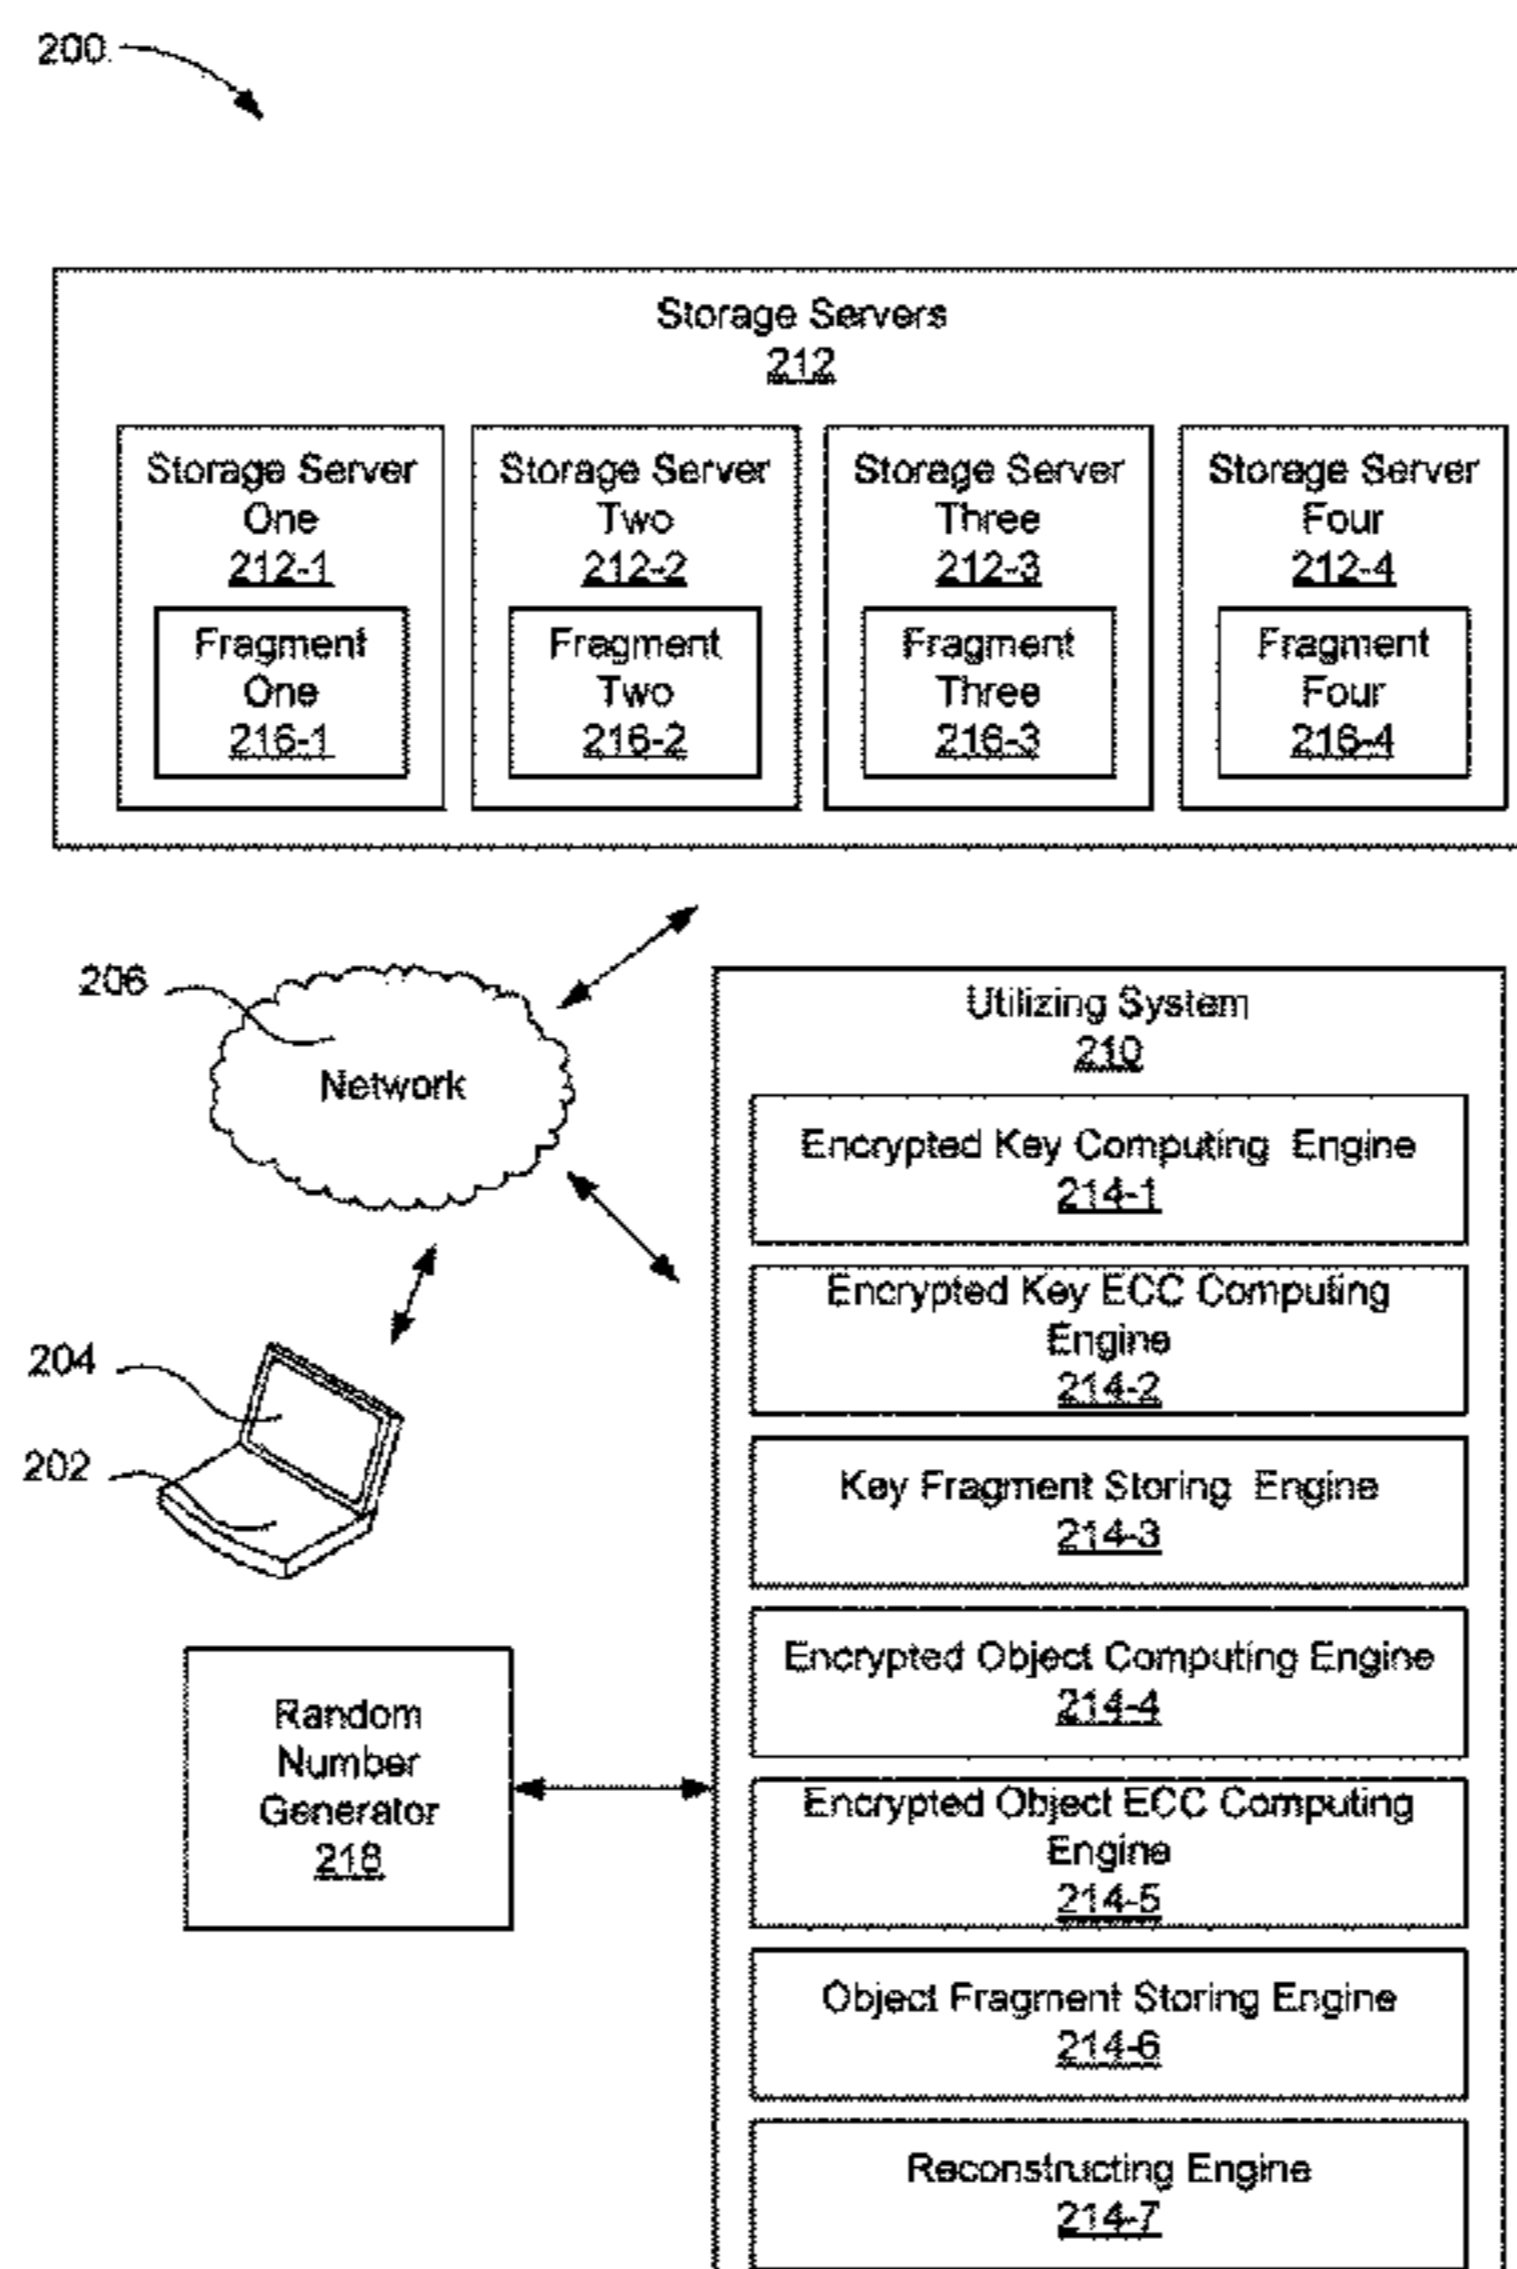 200
Storage Servers
212
Storage Server
One
212-1
Fragment
One
216-1
Storage Server
Two
212-2
Fragment
Two
216-2
Storage Server
Three
212-3
Fragment
Three
216-3
Storage Server
Four
212-4
Fragment
Four
216-4
206
Network
204
202
Random
Number
Generator
218
Utilizing System
210
Encrypted Key Computing Engine
214-1
Encrypted Key ECC Computing
Engine
214-2
Key Fragment Storing Engine
214-3
Encrypted Object Computing Engine
214-4
Encrypted Object ECC Computing
Engine
214-5
Object Fragment Storing Engine
214-6
Reconstructing Engine
214-7